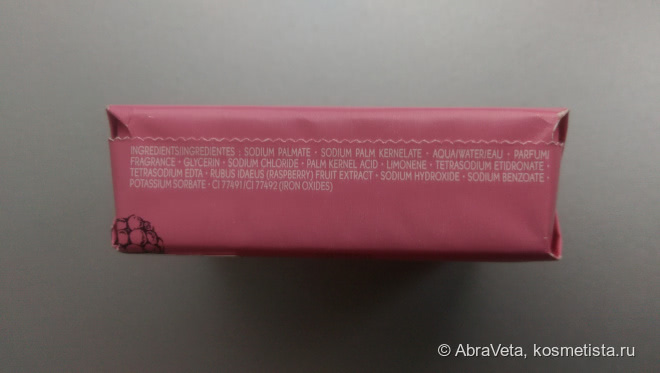 INGREDIENTS/INGREDIENTES : SODIUM PALMATE · SODIUM PALM KERNELATE · AQUA/WATER/EAU · PARFUM/
FRAGRANCE · GLYCERIN · SODIUM CHLORIDE · PALM KERNEL ACID · LIMONENE · TETRASODIUM ETIDRONATE ·
TETRASODIUM EDTA · RUBUS IDAEUS (RASPBERRY) FRUIT EXTRACT · SODIUM HYDROXIDE · SODIUM BENZOATE ·
POTASSIUM SORBATE · CI 77491/CI 77492 (IRON OXIDES)
© AbraVeta, kosmetista.ru